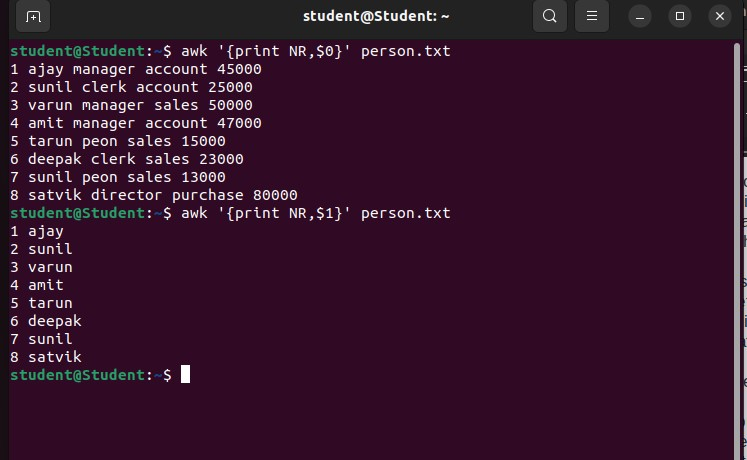 student@Student: ~
student@Student:~$ awk '{print NR,$0}' person.txt
1 ajay manager account 45000
2 sunil clerk account 25000
3 varun manager sales 50000
4 amit manager account 47000
5 tarun peon sales 15000
6 deepak clerk sales 23000
7 sunil peon sales 13000
8 satvik director purchase 80000
student@Student:~$ awk '{print NR,$1}' person.txt
1 ajay
2 sunil
3 varun
4 amit
5 tarun
6 deepak
7 sunil
8 satvik
student@Student:~$